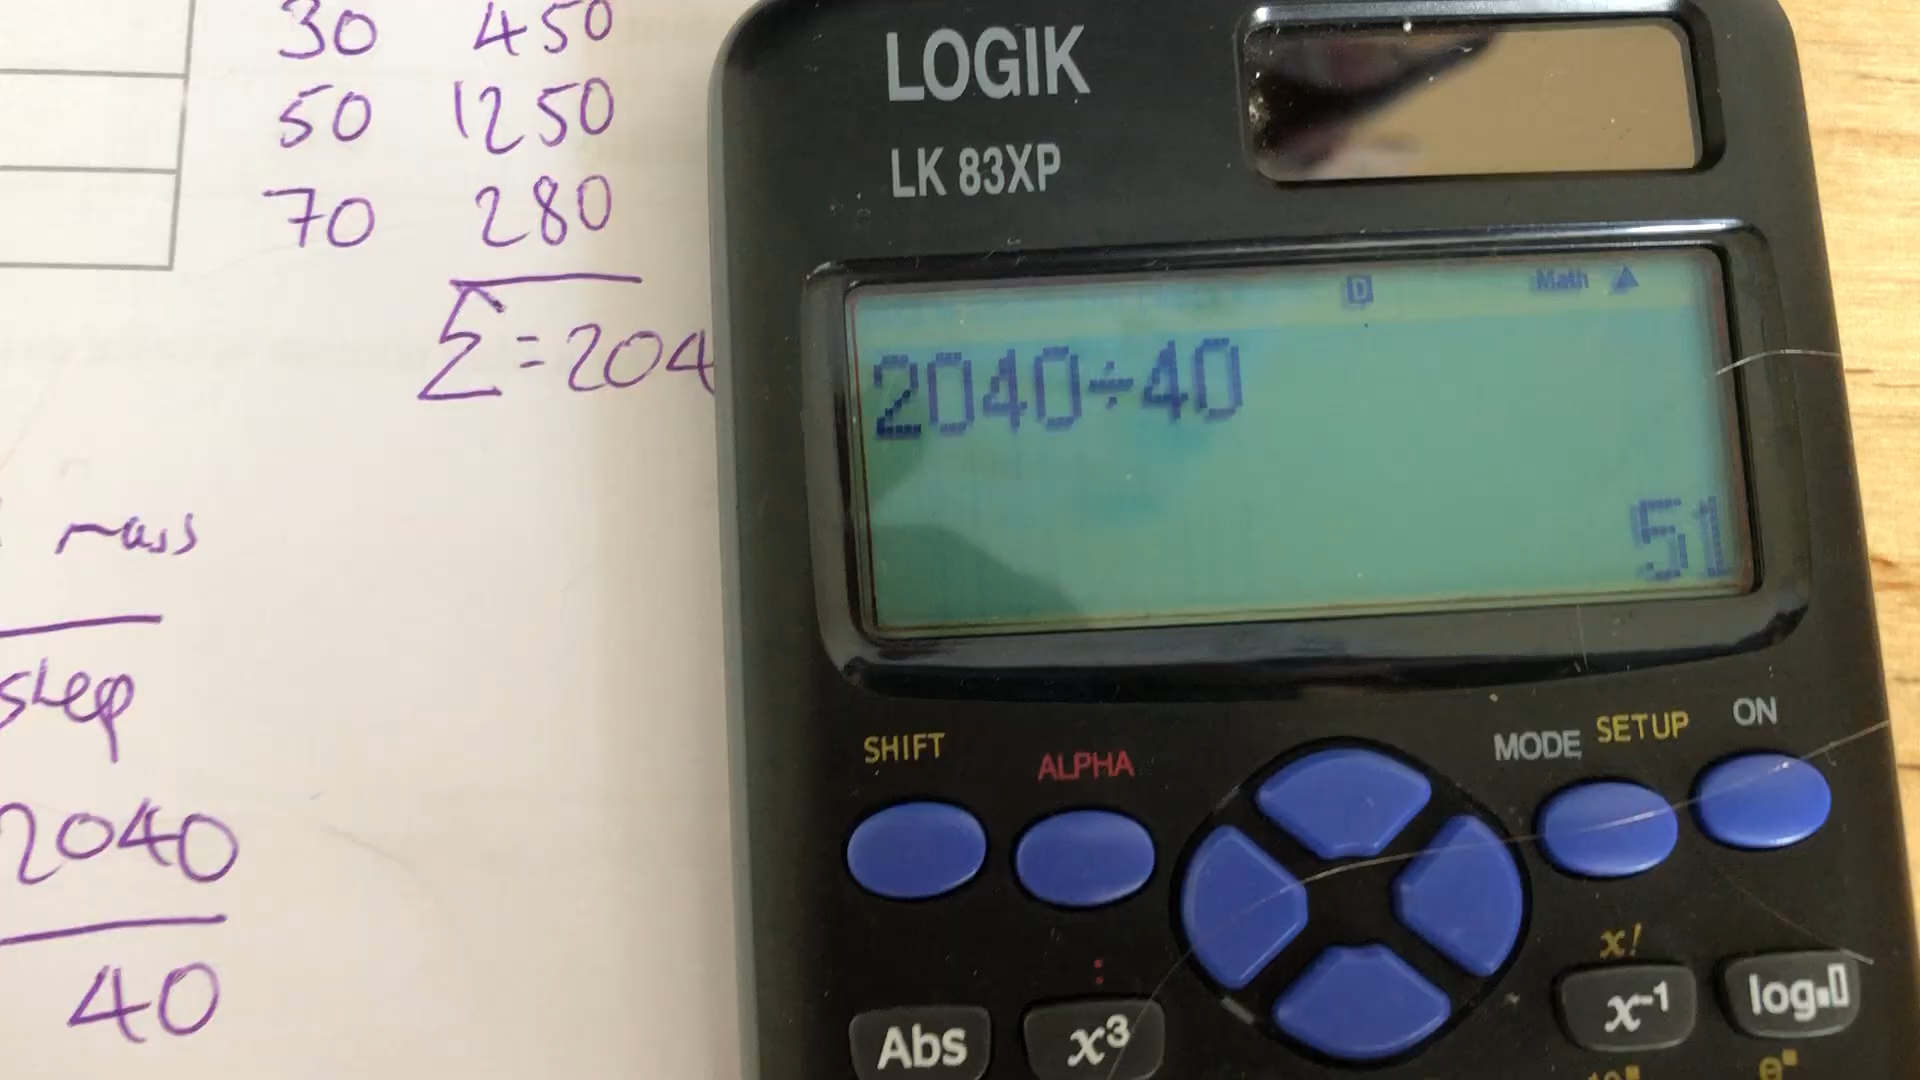 30 450
50 1250
70 280
Σ=204
mass
sheep
2040
40
LOGIK
LK 83XP
D Math ▲
2040÷40
51
SHIFT ALPHA MODE SETUP ON
:
x!
Abs x³ x⁻¹ log▪▯